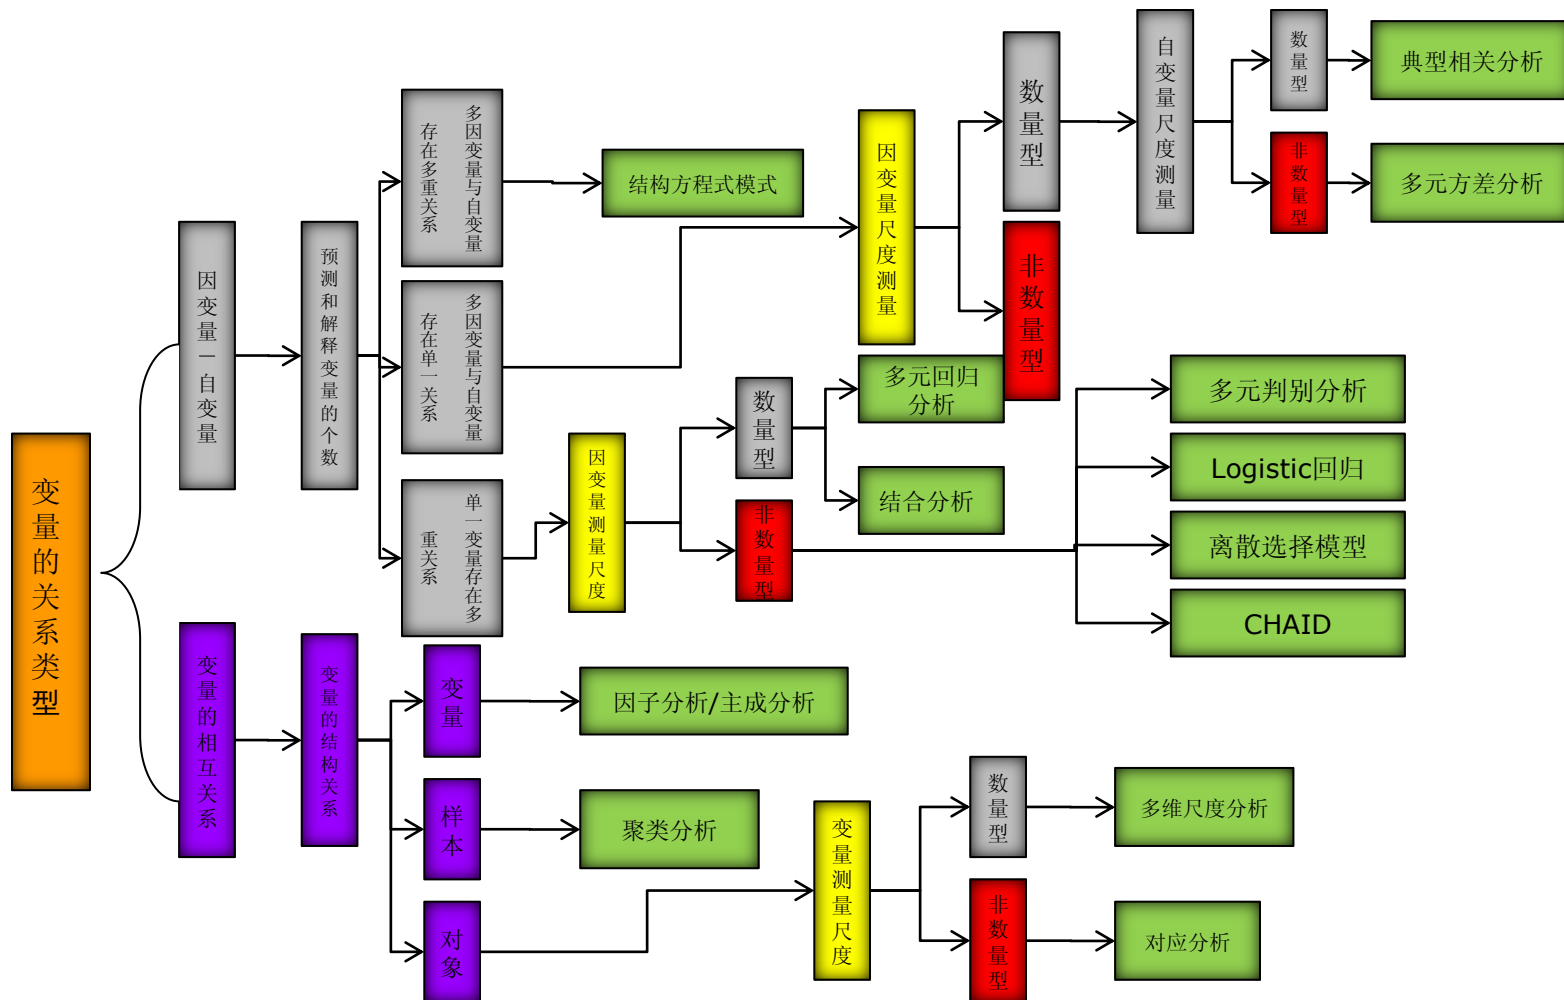 变量的关系类型
因变量－自变量
预测和解释变量的个数
多因变量与自变量
存在多重关系
结构方程式模式
多因变量与自变量
存在单一关系
因变量尺度测量
数量型
自变量尺度测量
数量型
典型相关分析
非数量型
多元方差分析
非数量型
单一变量存在多
重关系
因变量测量尺度
数量型
多元回归
分析
结合分析
非数量型
多元判别分析
Logistic回归
离散选择模型
CHAID
变量的相互关系
变量的结构关系
变量
因子分析/主成分析
样本
聚类分析
对象
变量测量尺度
数量型
多维尺度分析
非数量型
对应分析